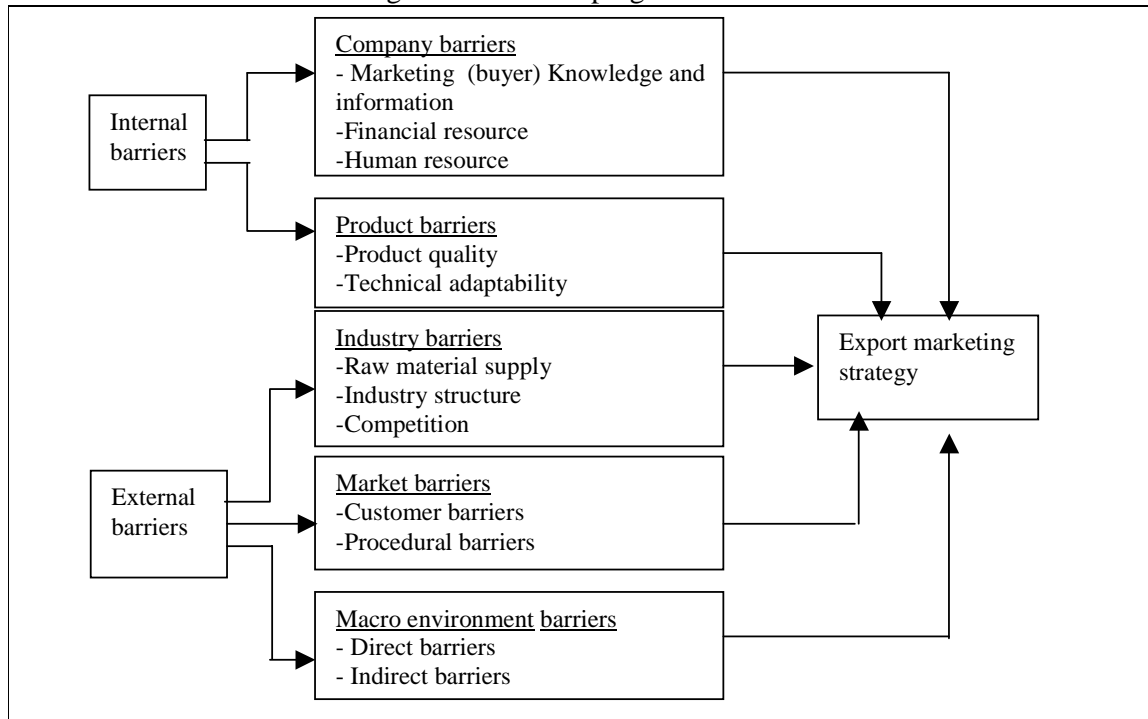 Company barriers
- Marketing (buyer) Knowledge and
information
-Financial resource
-Human resource
Internal
barriers
Product barriers
-Product quality
-Technical adaptability
Industry barriers
-Raw material supply
-Industry structure
-Competition
Export marketing
strategy
External
barriers
Market barriers
-Customer barriers
-Procedural barriers
Macro environment barriers
- Direct barriers
- Indirect barriers